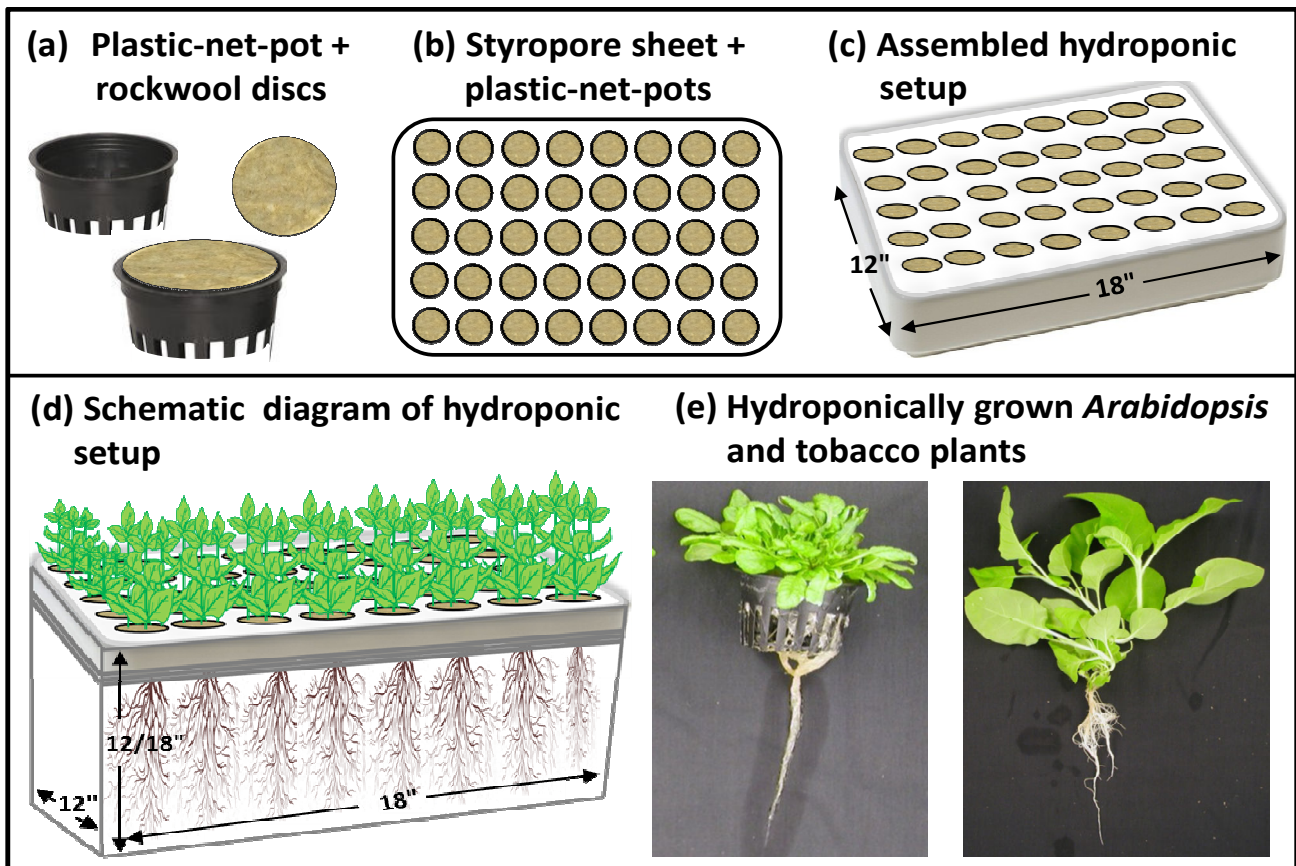 (a) Plastic-net-pot +
rockwool discs
(b) Styropore sheet +
plastic-net-pots
(c) Assembled hydroponic
setup
12"
18"
(d) Schematic diagram of hydroponic
setup
12/18"
12"
18"
(e) Hydroponically grown Arabidopsis
and tobacco plants